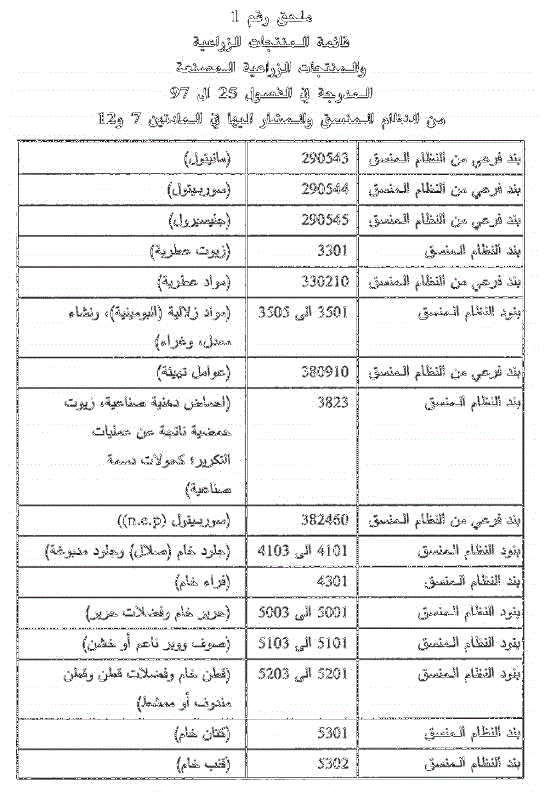 ملحق رقم 1
قائمة المنتجات الزراعية
والمنتجات الزراعية المصنعة
المدرجة في الفصول 25 الى 97
من النظام المنسق والمشار اليها في المادتين 7 و12
بند فرعي من النظام المنسق 290543 (مانيتول)
بند فرعي من النظام المنسق 290544 (سوربيتول)
بند فرعي من النظام المنسق 290545 (جليسيرول)
بند النظام المنسق 3301 (زيوت عطرية)
بند فرعي من النظام المنسق 330210 (مواد عطرية)
بنود النظام المنسق 3501 الى 3505 (مواد زلالية (البومينية)، ونشاء
معدل، وغراء)
بند فرعي من النظام المنسق 380910 (عوامل تهيئة)
بند النظام المنسق 3823 (احماض دهنية صناعية، زيوت
حمضية ناتجة عن عمليات
التكرير؛ كحولات دسمة
صناعية)
بند فرعي من النظام المنسق 382460 (سوربيتول (n.e.p))
بنود النظام المنسق 4101 الى 4103 (جلود خام (صلال) وجلود مدبوغة)
بند النظام المنسق 4301 (فراء خام)
بنود النظام المنسق 5001 الى 5003 (حرير خام وفضلات حرير)
بنود النظام المنسق 5101 الى 5103 (صوف ووبر ناعم أو خشن)
بنود النظام المنسق 5201 الى 5203 (قطن خام وفضلات قطن وقطن
مندوف أو ممشط)
بند النظام المنسق 5301 (كتان خام)
بند النظام المنسق 5302 (قنب خام)